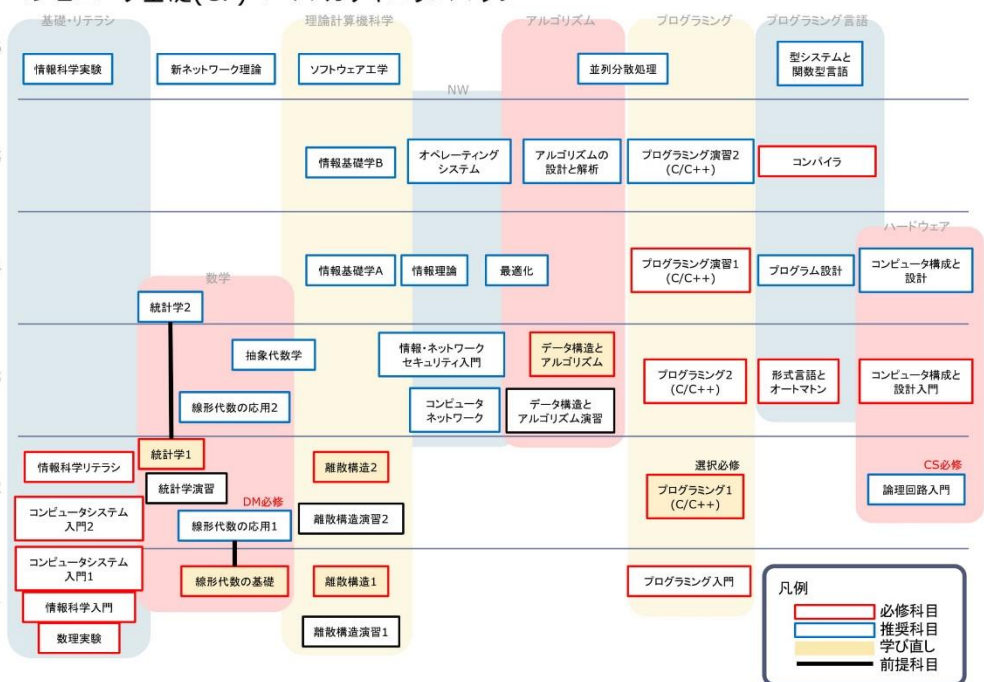 基礎・リテラシ
理論計算機科学
アルゴリズム
プログラミング
プログラミング言語
情報科学実験
新ネットワーク理論
ソフトウェア工学
並列分散処理
型システムと
関数型言語
NW
情報基礎学B
オペレーティング
システム
アルゴリズムの
設計と解析
プログラミング演習2
(C/C++)
コンパイラ
ハードウェア
数学
情報基礎学A
情報理論
最適化
プログラミング演習1
(C/C++)
プログラム設計
コンピュータ構成と
設計
統計学2
抽象代数学
情報・ネットワーク
セキュリティ入門
データ構造と
アルゴリズム
プログラミング2
(C/C++)
形式言語と
オートマトン
コンピュータ構成と
設計入門
線形代数の応用2
コンピュータ
ネットワーク
データ構造と
アルゴリズム演習
統計学1
情報科学リテラシ
離散構造2
選択必修
CS必修
統計学演習
プログラミング1
(C/C++)
論理回路入門
DM必修
コンピュータシステム
入門2
線形代数の応用1
離散構造演習2
コンピュータシステム
入門1
線形代数の基礎
離散構造1
プログラミング入門
情報科学入門
数理実験
離散構造演習1
凡例
必修科目
推奨科目
学び直し
前提科目